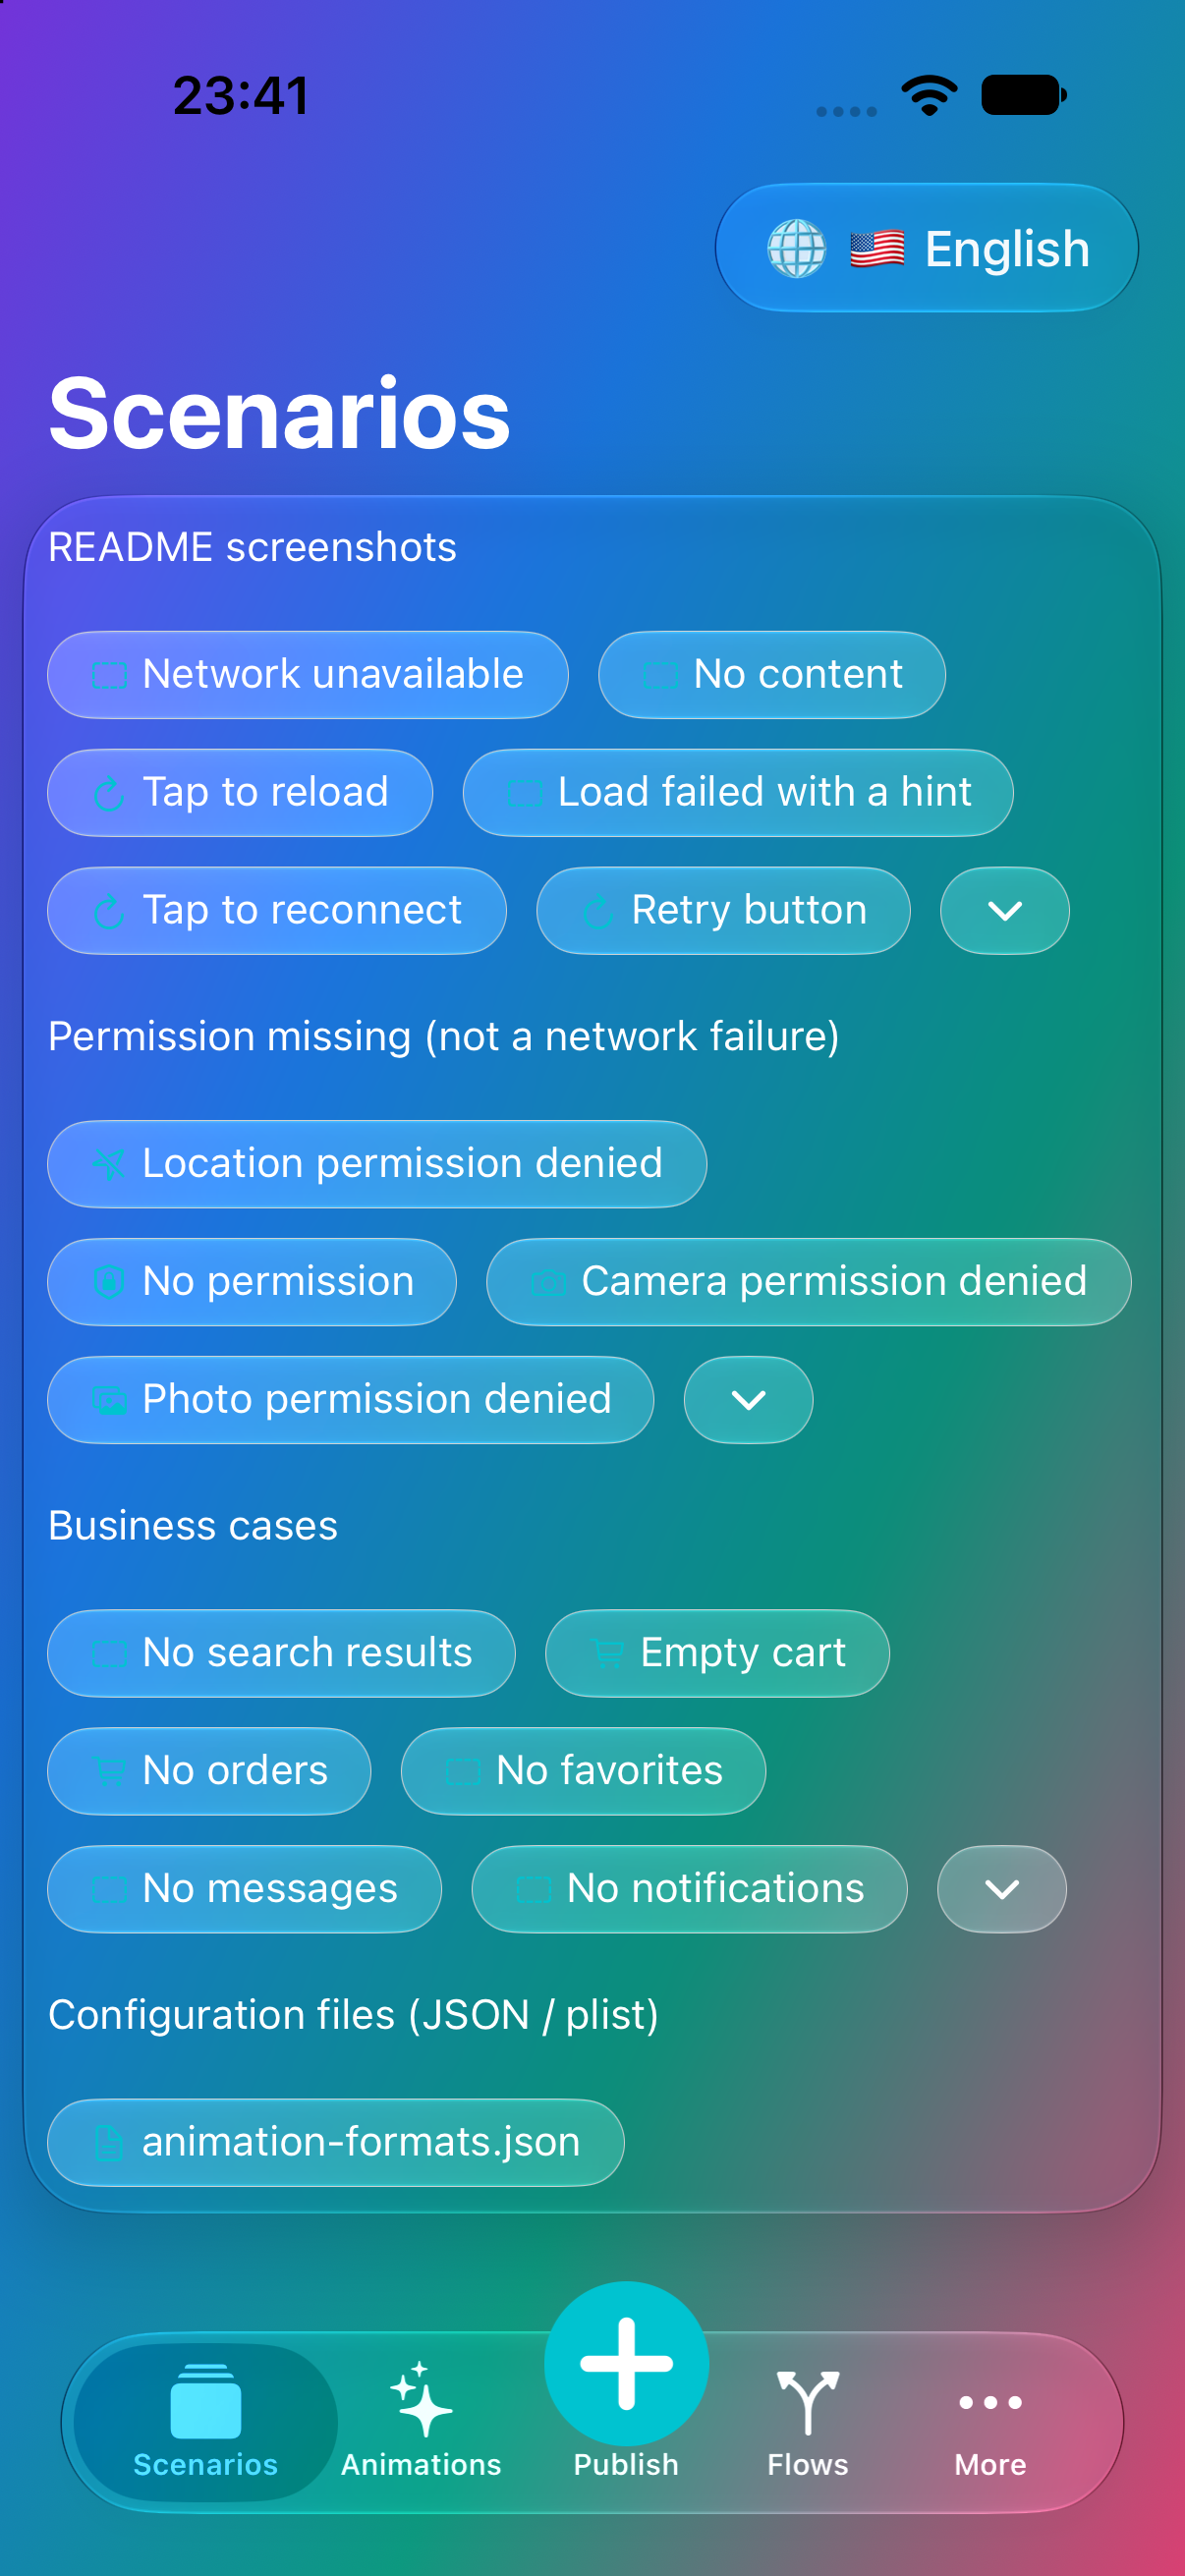 23:41
English
Scenarios
README screenshots
Network unavailable
No content
Tap to reload
Load failed with a hint
Tap to reconnect
Retry button
Permission missing (not a network failure)
Location permission denied
No permission
Camera permission denied
Photo permission denied
Business cases
No search results
Empty cart
No orders
No favorites
No messages
No notifications
Configuration files (JSON / plist)
animation-formats.json
Scenarios
Animations
Publish
Flows
More